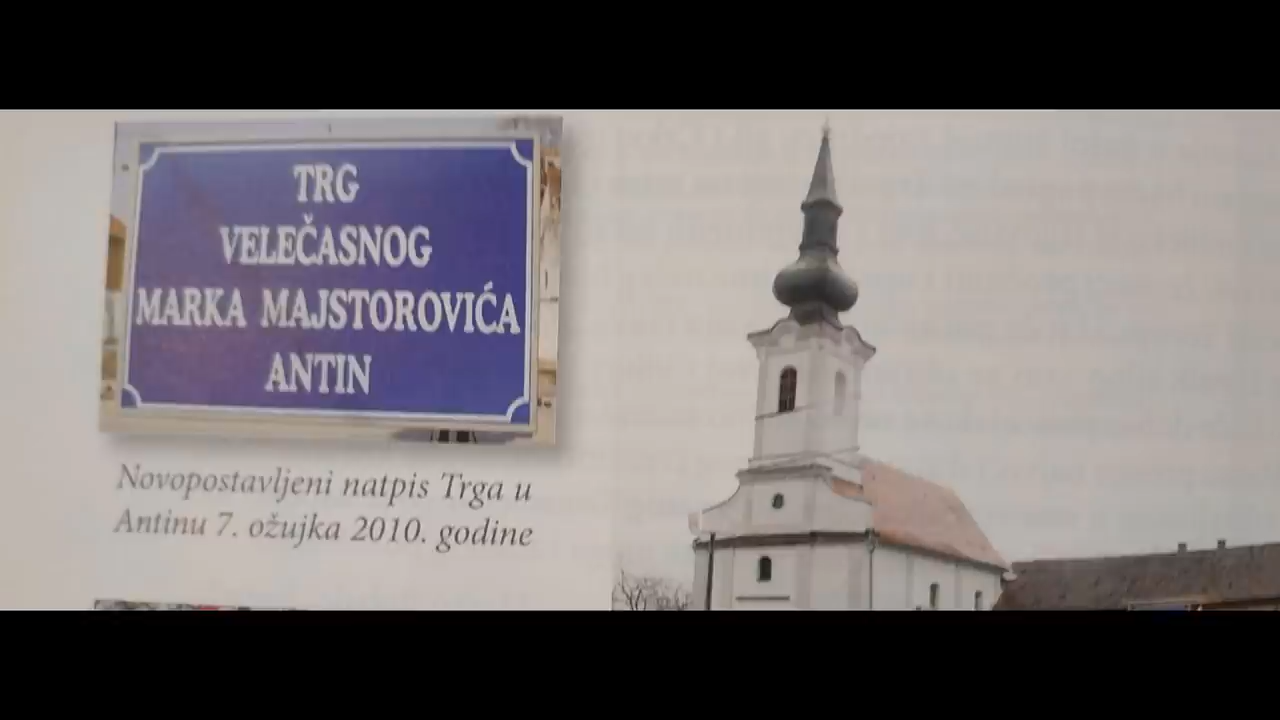 TRG
VELEČASNOG
MARKA MAJSTOROVIĆA
ANTIN
Novopostavljeni natpis Trga u
Antinu 7. ožujka 2010. godine